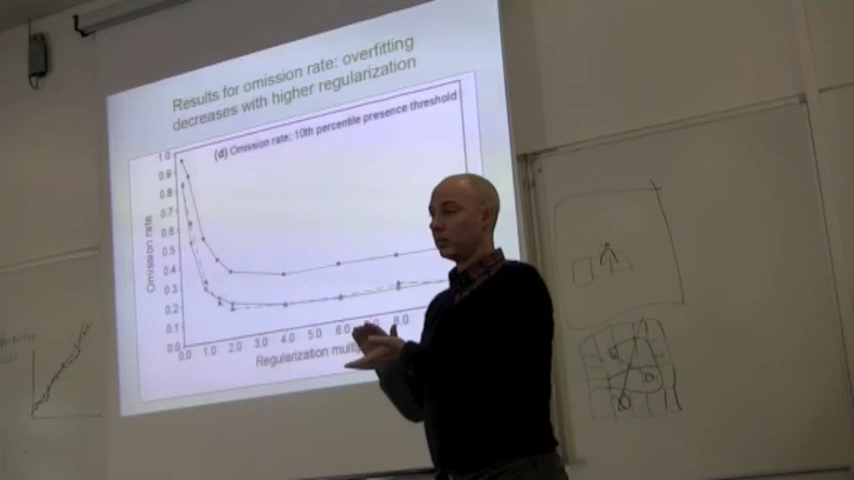 Results for omission rate: overfitting
decreases with higher regularization
(d) Omission rate: 10th percentile presence threshold
1.0
0.9
0.8
0.7
0.6
0.5
0.4
0.3
0.2
0.1
0.0
Omission rate
0.0 1.0 2.0 3.0 4.0 5.0 6.0 7.0 8.0
Regularization